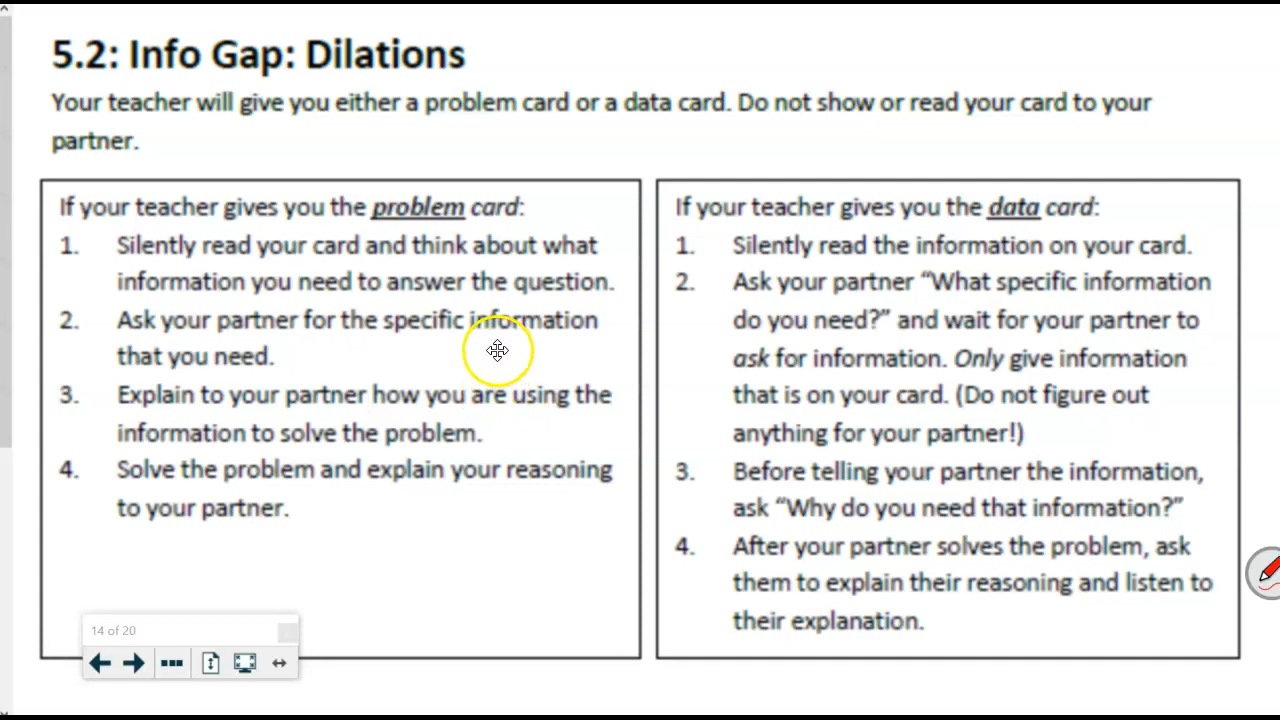 5.2: Info Gap: Dilations
Your teacher will give you either a problem card or a data card. Do not show or read your card to your
partner.
If your teacher gives you the problem card:
1. Silently read your card and think about what
information you need to answer the question.
2. Ask your partner for the specific information
that you need.
3. Explain to your partner how you are using the
information to solve the problem.
4. Solve the problem and explain your reasoning
to your partner.
If your teacher gives you the data card:
1. Silently read the information on your card.
2. Ask your partner “What specific information
do you need?” and wait for your partner to
ask for information. Only give information
that is on your card. (Do not figure out
anything for your partner!)
3. Before telling your partner the information,
ask “Why do you need that information?”
4. After your partner solves the problem, ask
them to explain their reasoning and listen to
their explanation.
14 of 20